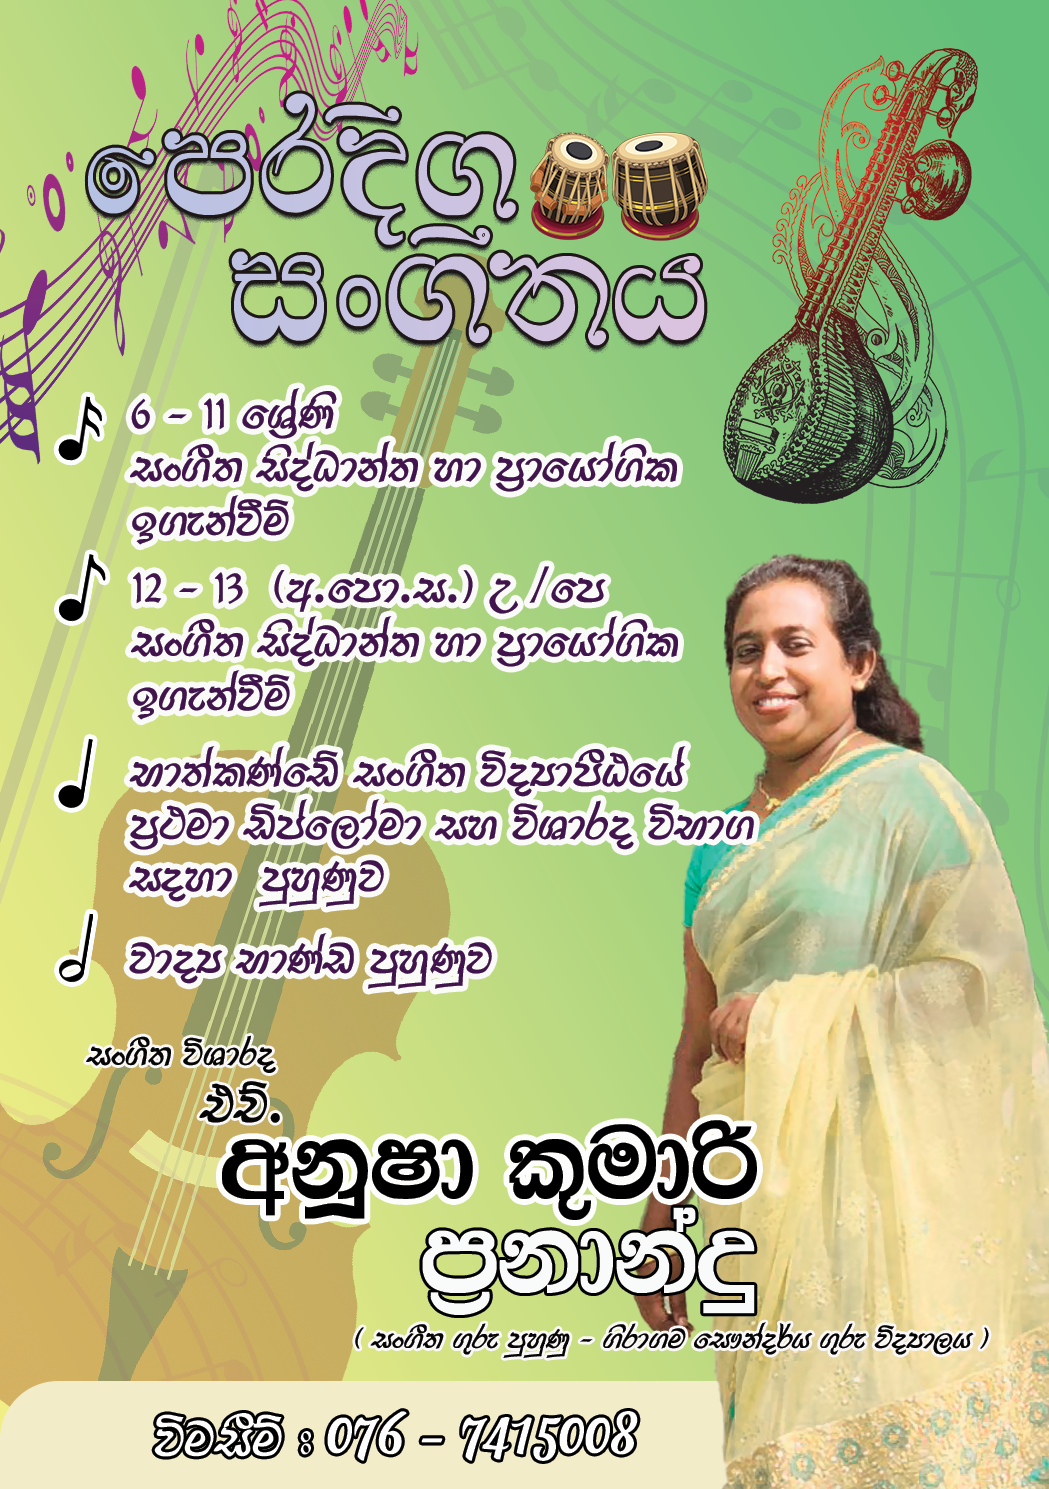 පෙරදිග
සංගීතය
6 - 11 ශ්‍රේණි
සංගීත සිද්ධාන්ත හා ප්‍රායෝගික
ඉගැන්වීම්
12 - 13 (අ.පො.ස.) උ /පෙ
සංගීත සිද්ධාන්ත හා ප්‍රායෝගික
ඉගැන්වීම්
භාත්කණ්ඩේ සංගීත විද්‍යාපීඨයේ
ප්‍රථමා ඩිප්ලෝමා සහ විශාරද විභාග
සදහා පුහුණුව
වාද්‍ය භාණ්ඩ පුහුණුව
සංගීත විශාරද
එච්.
අනූෂා කුමාරි
ප්‍රනාන්දු
( සංගීත ගුරු පුහුණු - ගිරාගම සෞන්දර්ය ගුරු විද්‍යාලය )
විමසීම් : 076 - 7415008